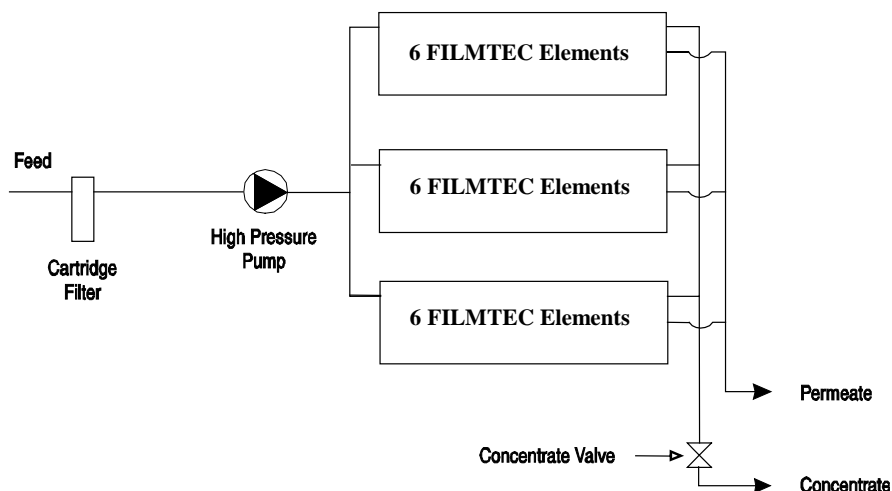 6 FILMTEC Elements
6 FILMTEC Elements
6 FILMTEC Elements
Feed
Cartridge
Filter
High Pressure
Pump
Permeate
Concentrate Valve
Concentrate